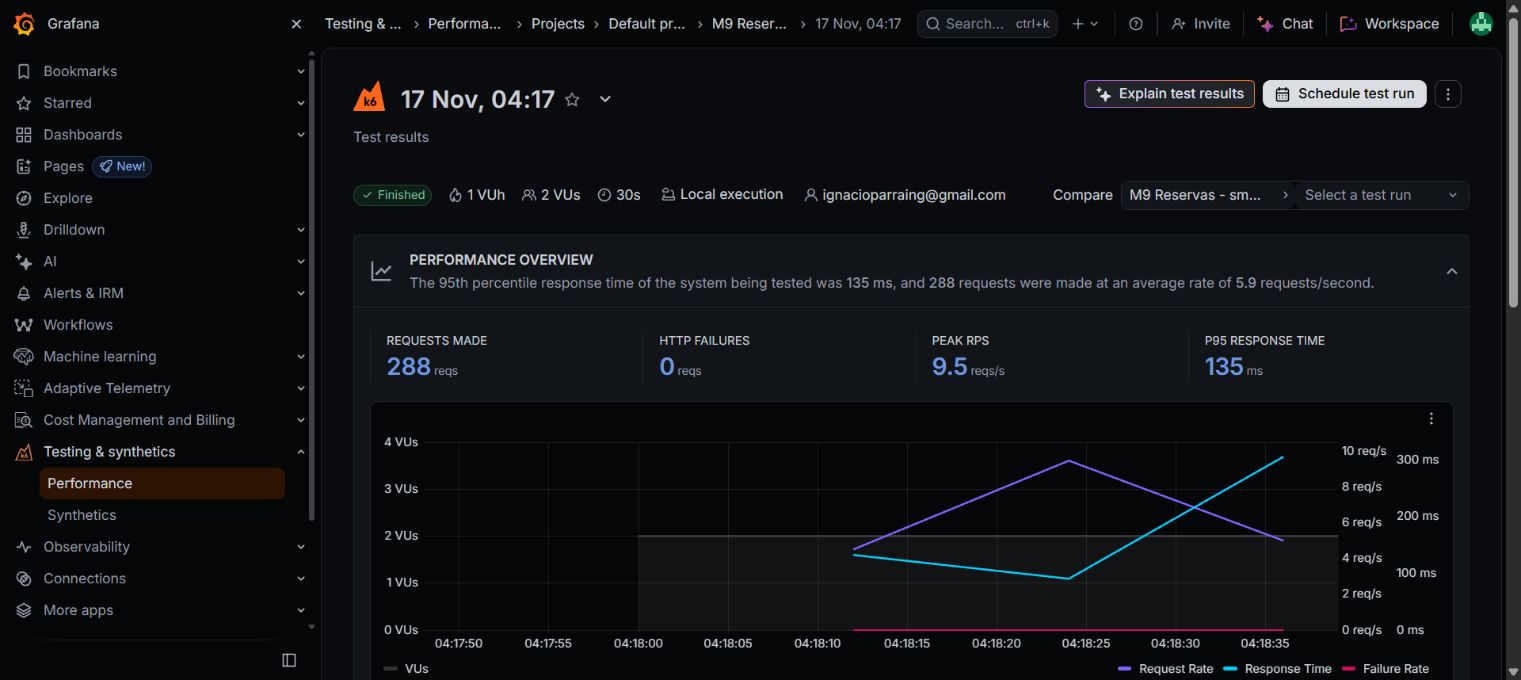 Grafana
Testing & ... › Performa... › Projects › Default pr... › M9 Reser... › 17 Nov, 04:17
Search... ctrl+k
Invite
Chat
Workspace
Bookmarks
Starred
Dashboards
Pages New!
Explore
Drilldown
AI
Alerts & IRM
Workflows
Machine learning
Adaptive Telemetry
Cost Management and Billing
Testing & synthetics
Performance
Synthetics
Observability
Connections
More apps
k6
17 Nov, 04:17
Explain test results
Schedule test run
Test results
Finished 1 VUh 2 VUs 30s Local execution ignacioparraing@gmail.com
Compare M9 Reservas - sm... › Select a test run
PERFORMANCE OVERVIEW
The 95th percentile response time of the system being tested was 135 ms, and 288 requests were made at an average rate of 5.9 requests/second.
REQUESTS MADE
288 reqs
HTTP FAILURES
0 reqs
PEAK RPS
9.5 reqs/s
P95 RESPONSE TIME
135 ms
4 VUs
3 VUs
2 VUs
1 VUs
0 VUs
10 req/s
8 req/s
6 req/s
4 req/s
2 req/s
0 req/s
300 ms
200 ms
100 ms
0 ms
04:17:50 04:17:55 04:18:00 04:18:05 04:18:10 04:18:15 04:18:20 04:18:25 04:18:30 04:18:35
VUs
Request Rate Response Time Failure Rate